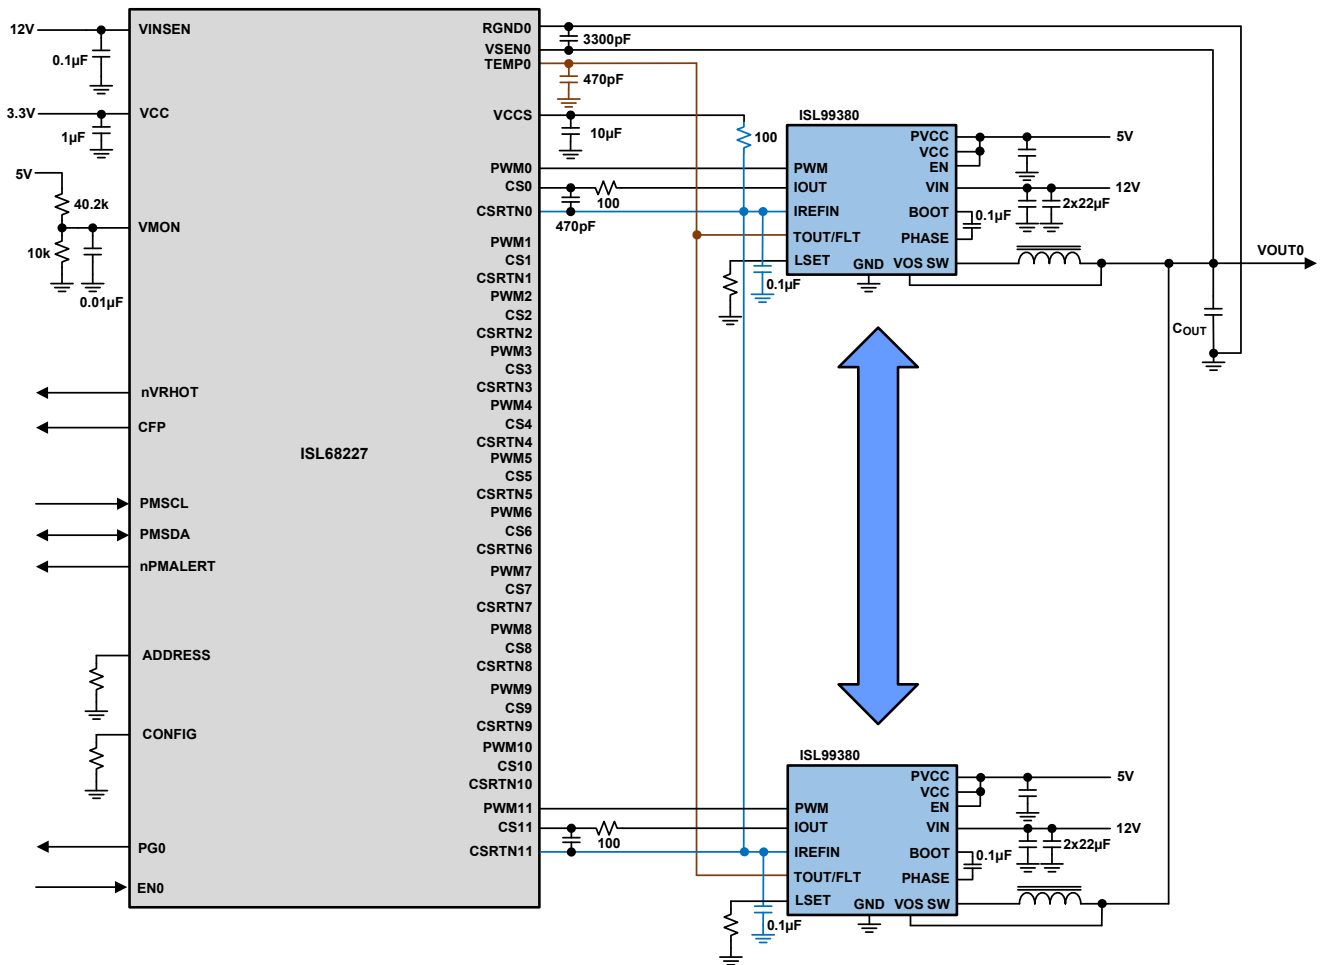 12V
VINSEN
0.1µF
3.3V
VCC
1µF
5V
40.2k
VMON
10k
0.01µF
nVRHOT
CFP
ISL68227
PMSCL
PMSDA
nPMALERT
ADDRESS
CONFIG
PG0
EN0
RGND0
3300pF
VSEN0
TEMP0
470pF
VCCS
10µF
100
PWM0
CS0
100
CSRTN0
470pF
PWM1
CS1
CSRTN1
PWM2
CS2
CSRTN2
PWM3
CS3
CSRTN3
PWM4
CS4
CSRTN4
PWM5
CS5
CSRTN5
PWM6
CS6
CSRTN6
PWM7
CS7
CSRTN7
PWM8
CS8
CSRTN8
PWM9
CS9
CSRTN9
PWM10
CS10
CSRTN10
PWM11
CS11
100
CSRTN11
ISL99380
PVCC
5V
VCC
EN
PWM
IOUT
VIN
12V
2x22µF
IREFIN
BOOT
0.1µF
TOUT/FLT
PHASE
LSET
GND
VOS SW
0.1µF
VOUT0
COUT
ISL99380
PVCC
5V
VCC
EN
PWM
IOUT
VIN
12V
2x22µF
IREFIN
BOOT
0.1µF
TOUT/FLT
PHASE
LSET
GND
VOS SW
0.1µF